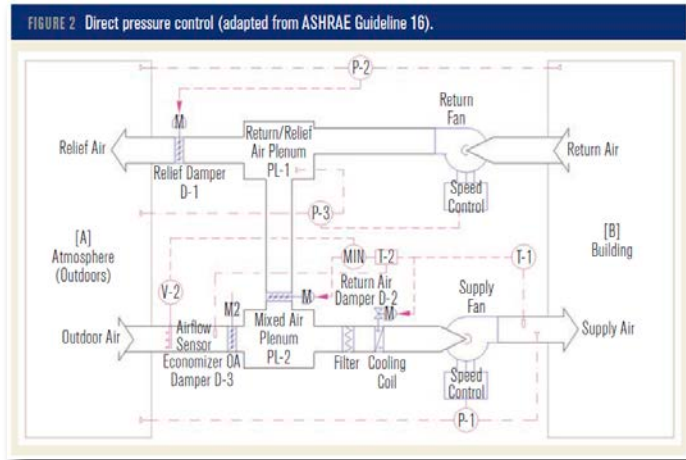 FIGURE 2 Direct pressure control (adapted from ASHRAE Guideline 16).
P-2
M
Return
Fan
Relief Air
Return/Relief
Air Plenum
PL-1
Return Air
Relief Damper
D-1
Speed
Control
P-3
[A]
Atmosphere
(Outdoors)
[B]
Building
MIN
T-2
T-1
V-2
M
Return Air
Damper D-2
M
Supply
Fan
M2
Outdoor Air
Airflow
Sensor
Economizer OA
Damper D-3
Mixed Air
Plenum
PL-2
Supply Air
Filter
Cooling
Coil
Speed
Control
P-1